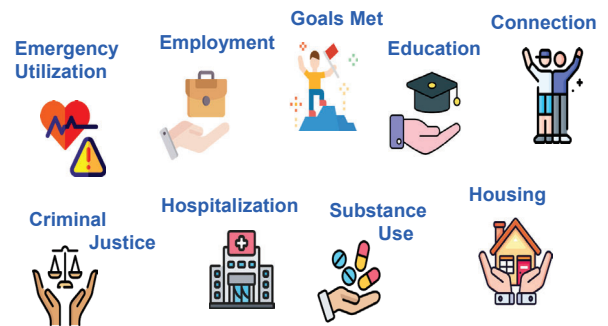 Goals Met
Connection
Emergency
Utilization
Employment
Education
Criminal
Justice
Hospitalization
Substance
Use
Housing